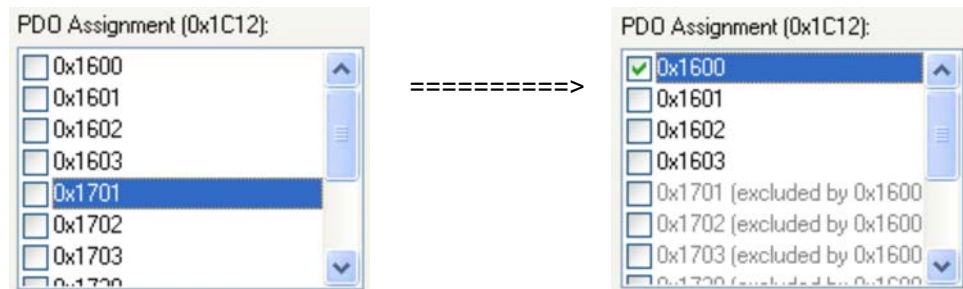 PDO Assignment (0x1C12):
0x1600
0x1601
0x1602
0x1603
0x1701
0x1702
0x1703
==========>
PDO Assignment (0x1C12):
0x1600
0x1601
0x1602
0x1603
0x1701 (excluded by 0x1600
0x1702 (excluded by 0x1600
0x1703 (excluded by 0x1600